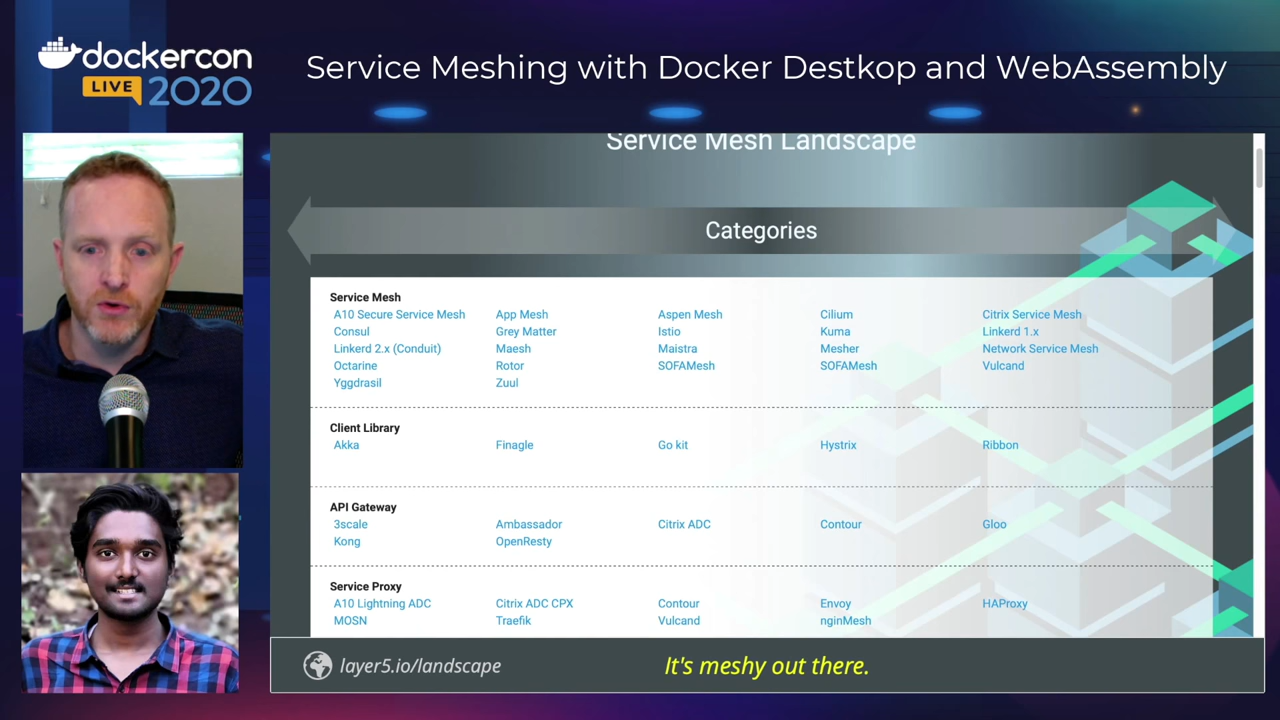 dockercon
LIVE 2020
Service Meshing with Docker Destkop and WebAssembly
Service Mesh Landscape
Categories
Service Mesh
A10 Secure Service Mesh App Mesh Aspen Mesh Cilium Citrix Service Mesh
Consul Grey Matter Istio Kuma Linkerd 1.x
Linkerd 2.x (Conduit) Maesh Maistra Mesher Network Service Mesh
Octarine Rotor SOFAMesh SOFAMesh Vulcand
Yggdrasil Zuul
Client Library
Akka Finagle Go kit Hystrix Ribbon
API Gateway
3scale Ambassador Citrix ADC Contour Gloo
Kong OpenResty
Service Proxy
A10 Lightning ADC Citrix ADC CPX Contour Envoy HAProxy
MOSN Traefik Vulcand nginMesh
layer5.io/landscape It's meshy out there.